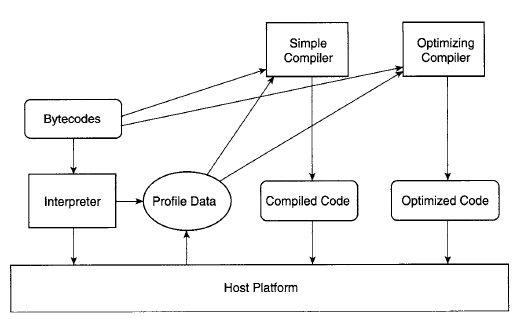 Simple
Compiler
Optimizing
Compiler
Bytecodes
Interpreter
Profile Data
Compiled Code
Optimized Code
Host Platform